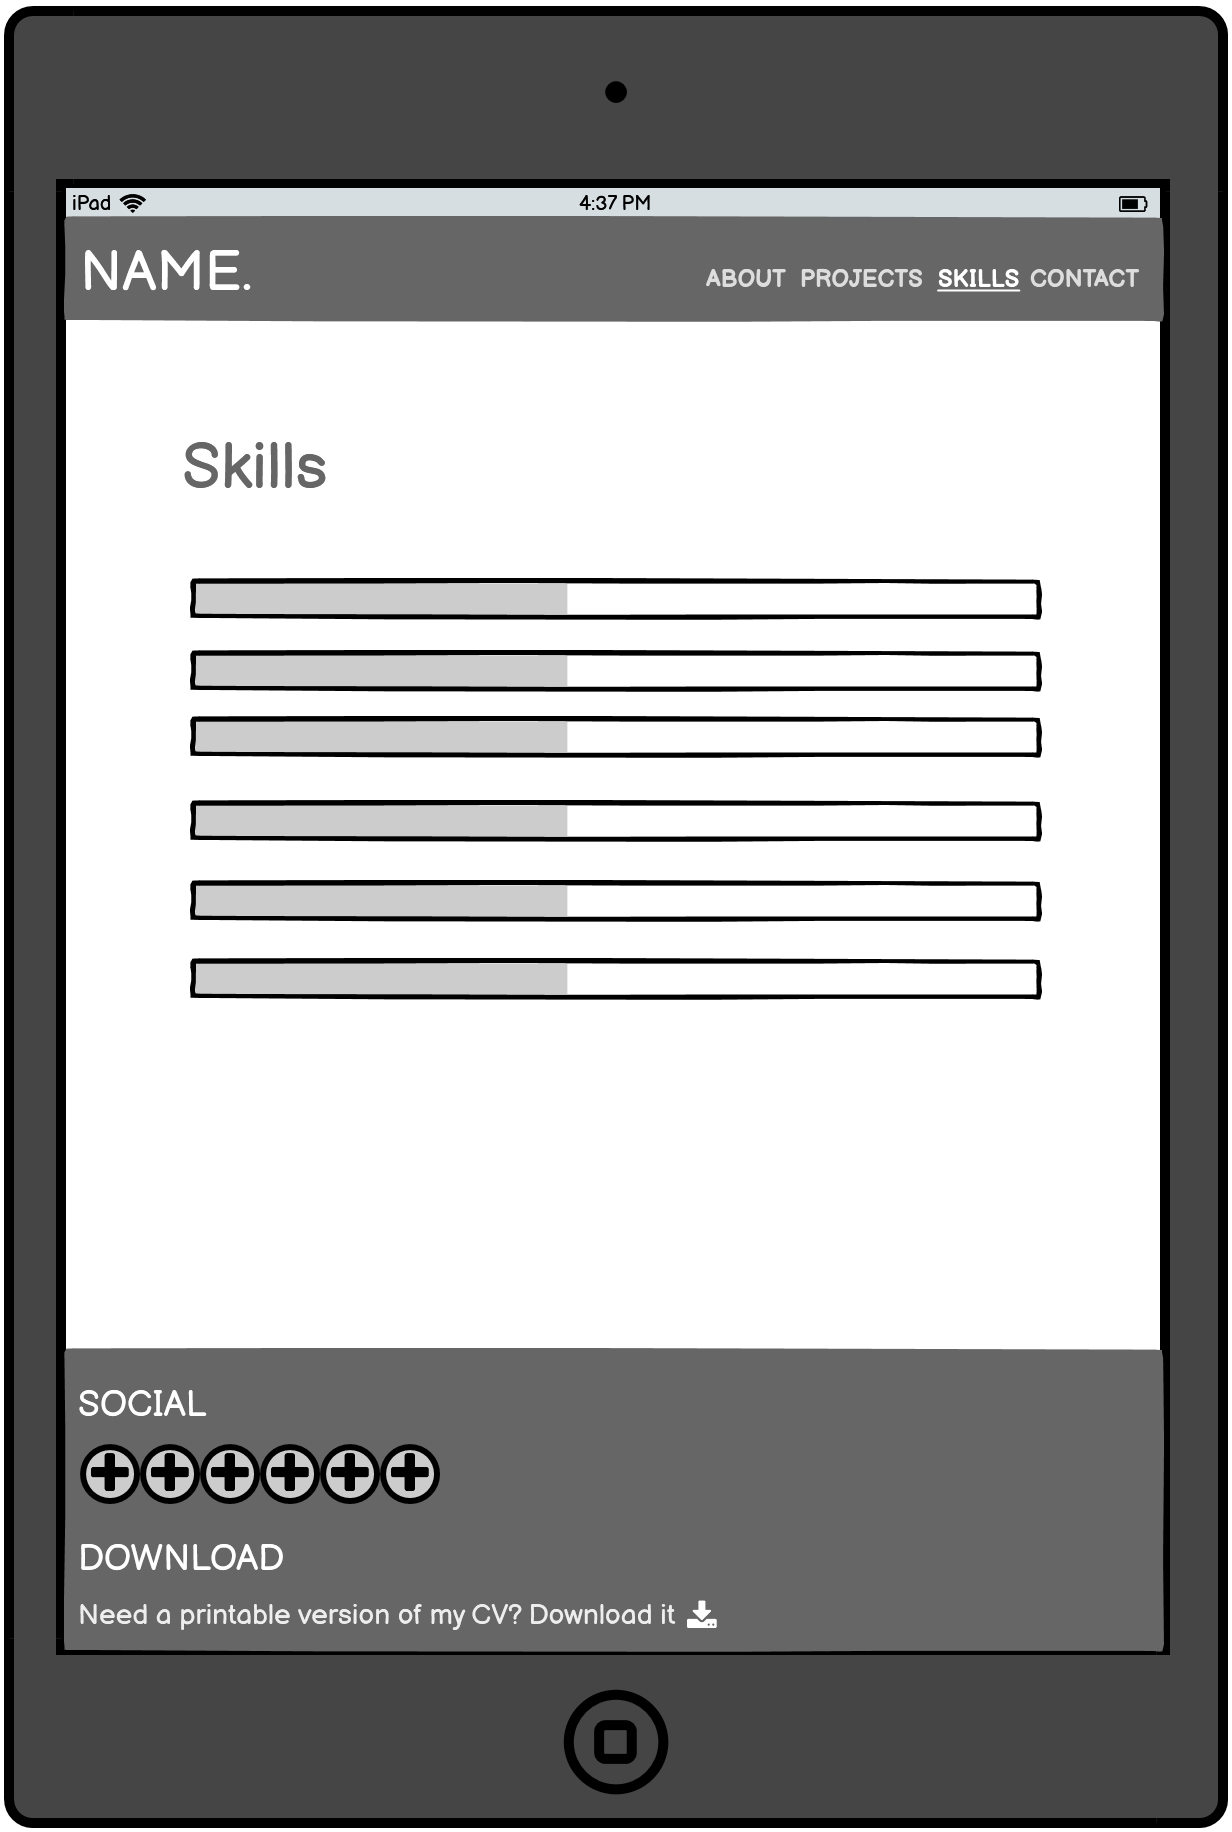 iPad 4:37 PM
NAME.
ABOUT PROJECTS SKILLS CONTACT
Skills
SOCIAL
DOWNLOAD
Need a printable version of my CV? Download it